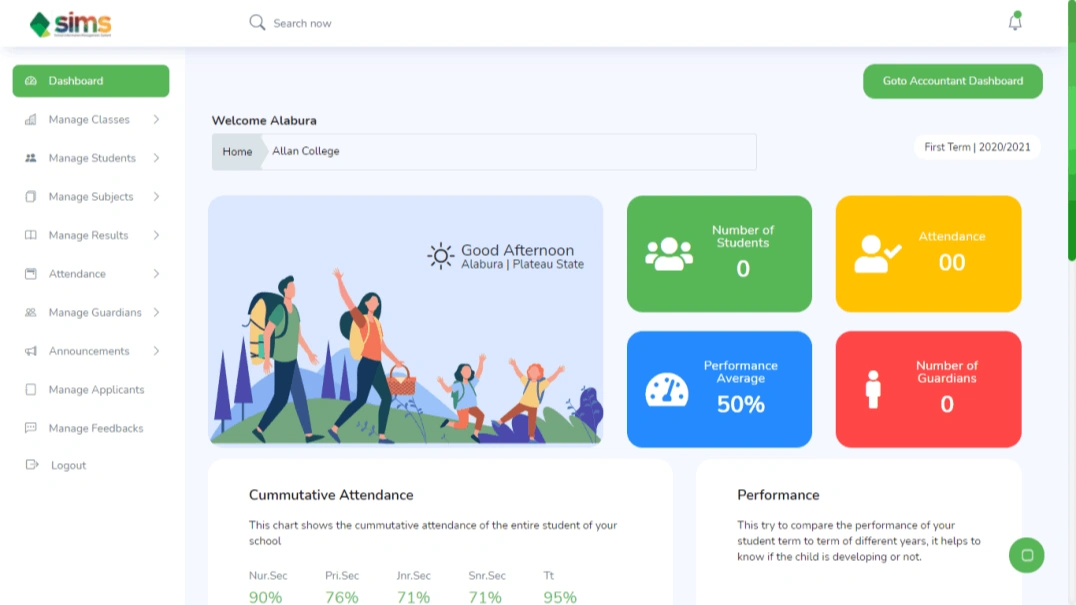 sims
Search now
Dashboard
Manage Classes
Manage Students
Manage Subjects
Manage Results
Attendance
Manage Guardians
Announcements
Manage Applicants
Manage Feedbacks
Logout
Goto Accountant Dashboard
Welcome Alabura
Home
Allan College
First Term | 2020/2021
Good Afternoon
Alabura | Plateau State
Number of
Students
0
Attendance
00
Performance
Average
50%
Number of
Guardians
0
Cummutative Attendance
This chart shows the cummutative attendance of the entire student of your
school
Nur.Sec Pri.Sec Jnr.Sec Snr.Sec Tt
90% 76% 71% 71% 95%
Performance
This try to compare the performance of your
student term to term of different years, it helps to
know if the child is developing or not.